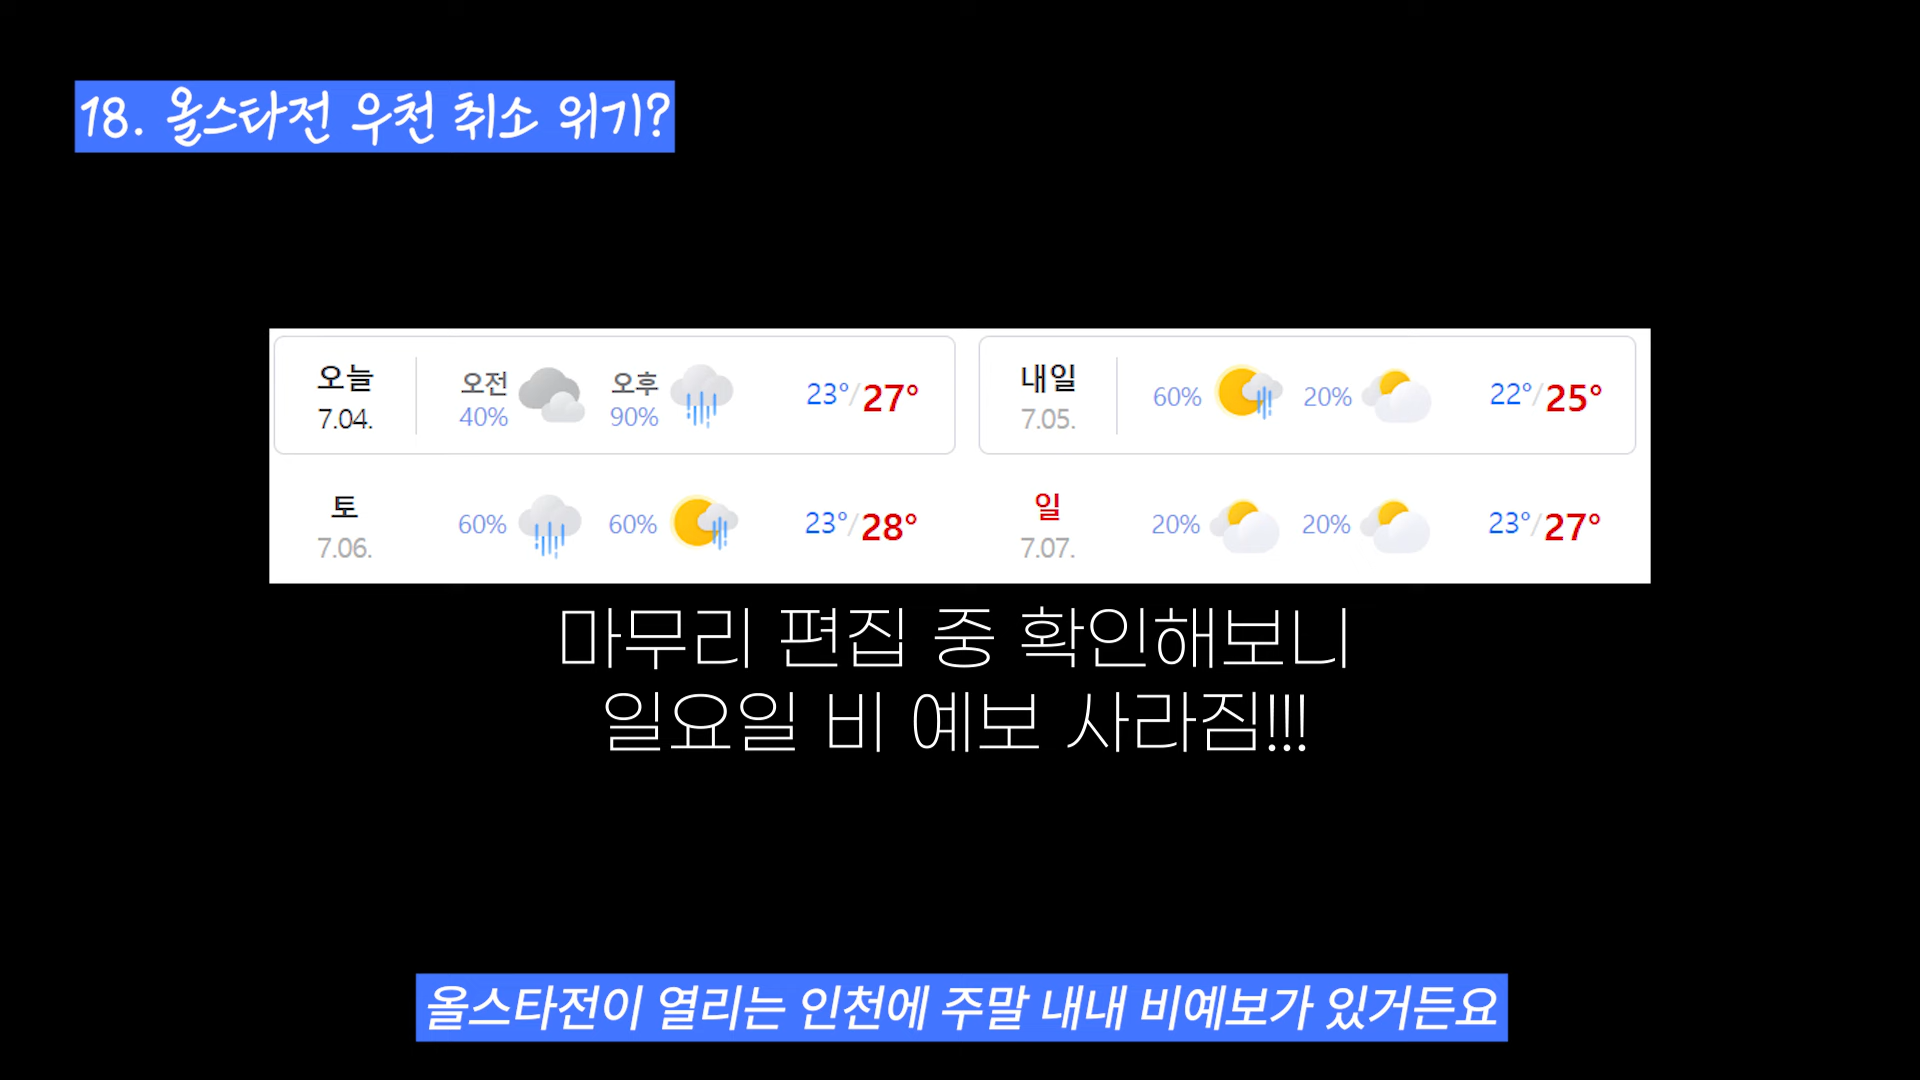 18. 올스타전 우천 취소 위기?
오늘 오전 오후 내일
7.04. 40% 90% 23°/27° 7.05. 60% 20% 22°/25°
토 일
7.06. 60% 60% 23°/28° 7.07. 20% 20% 23°/27°
마무리 편집 중 확인해보니
일요일 비 예보 사라짐!!!
올스타전이 열리는 인천에 주말 내내 비예보가 있거든요